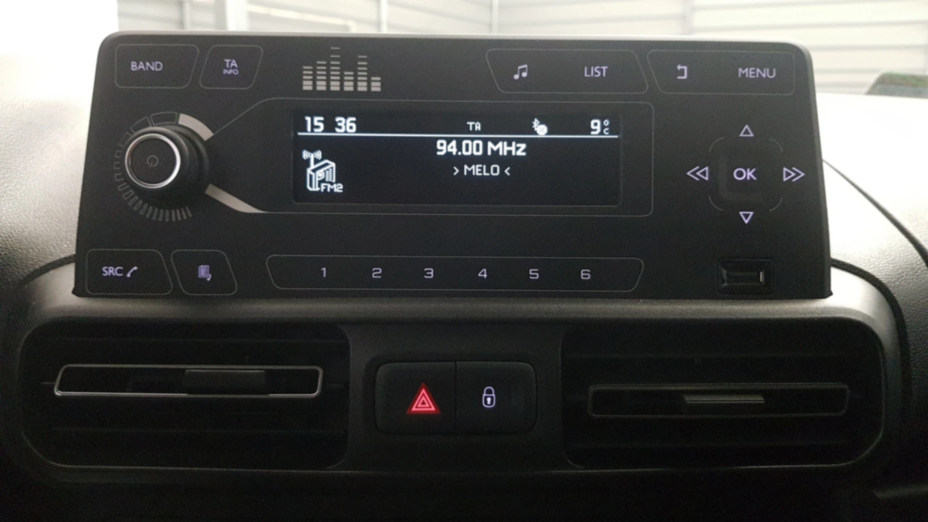 BAND
TA
INFO
LIST
MENU
15 36 TA 9°C
94.00 MHz
> MELO <
FM2
OK
SRC
1 2 3 4 5 6